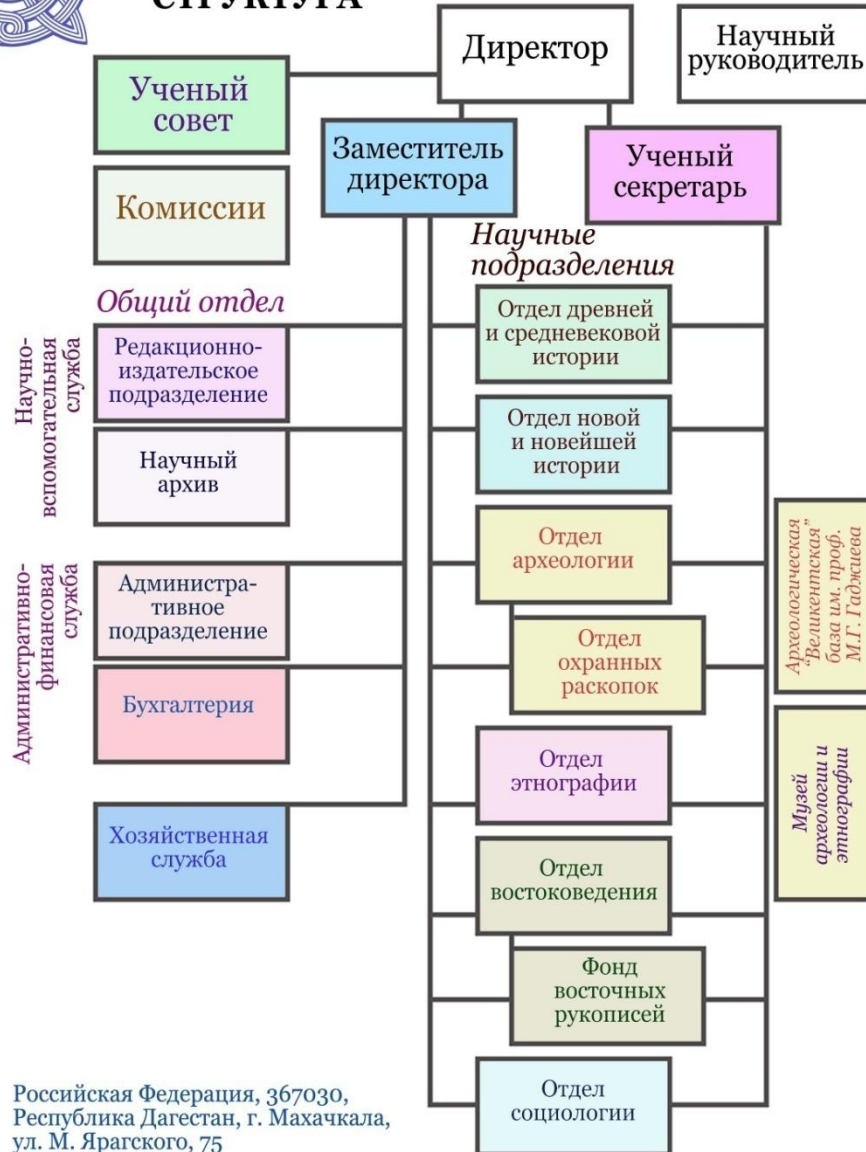 СТРУКТУРА
Директор
Научный
руководитель
Ученый
совет
Заместитель
директора
Ученый
секретарь
Комиссии
Научные
подразделения
Общий отдел
Научно-
вспомогательная
служба
Редакционно-
издательское
подразделение
Научный
архив
Административно-
финансовая
служба
Администра-
тивное
подразделение
Бухгалтерия
Хозяйственная
служба
Отдел древней
и средневековой
истории
Отдел новой
и новейшей
истории
Отдел
археологии
Отдел
охранных
раскопок
Отдел
этнографии
Отдел
востоковедения
Фонд
восточных
рукописей
Отдел
социологии
Археологическая
"Великентская"
база им. проф.
М.Г. Гаджиева
Музей
археологии и
этнографии
Российская Федерация, 367030,
Республика Дагестан, г. Махачкала,
ул. М. Ярагского, 75